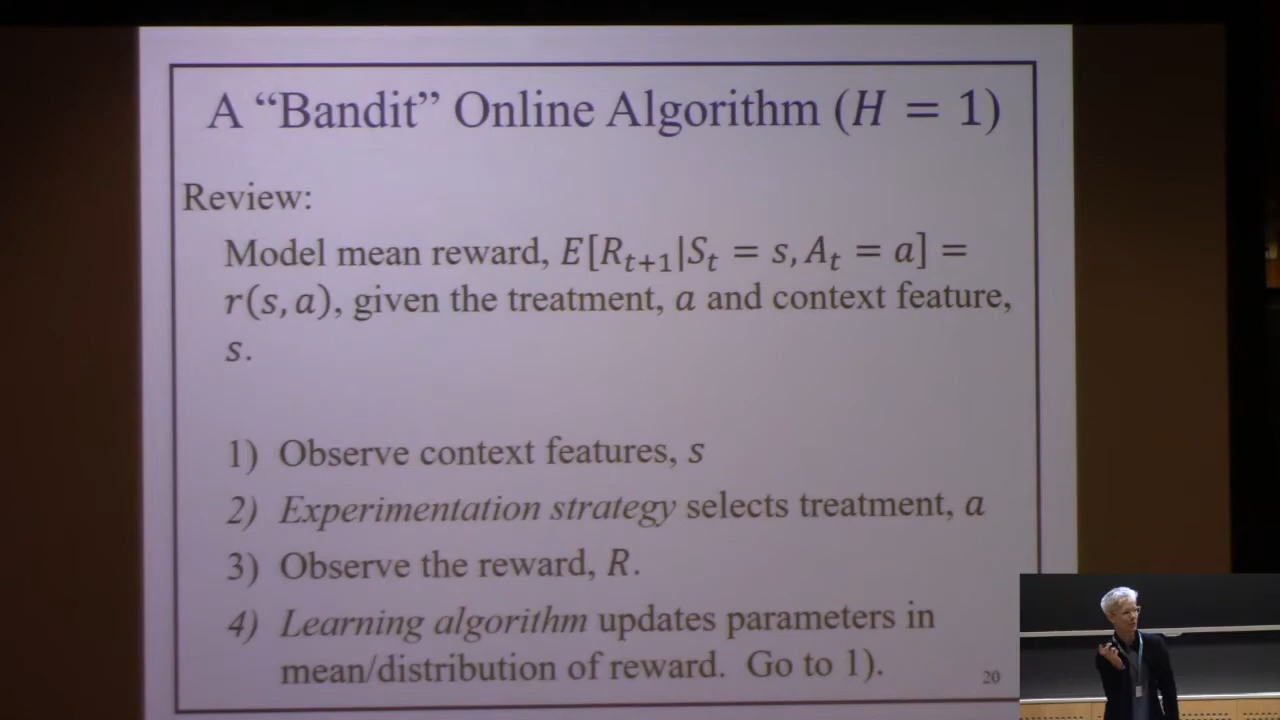 A “Bandit” Online Algorithm (H = 1)
Review:
Model mean reward, E[R_{t+1}|S_t = s, A_t = a] =
r(s, a), given the treatment, a and context feature,
s.
1) Observe context features, s
2) Experimentation strategy selects treatment, a
3) Observe the reward, R.
4) Learning algorithm updates parameters in
mean/distribution of reward. Go to 1).
20